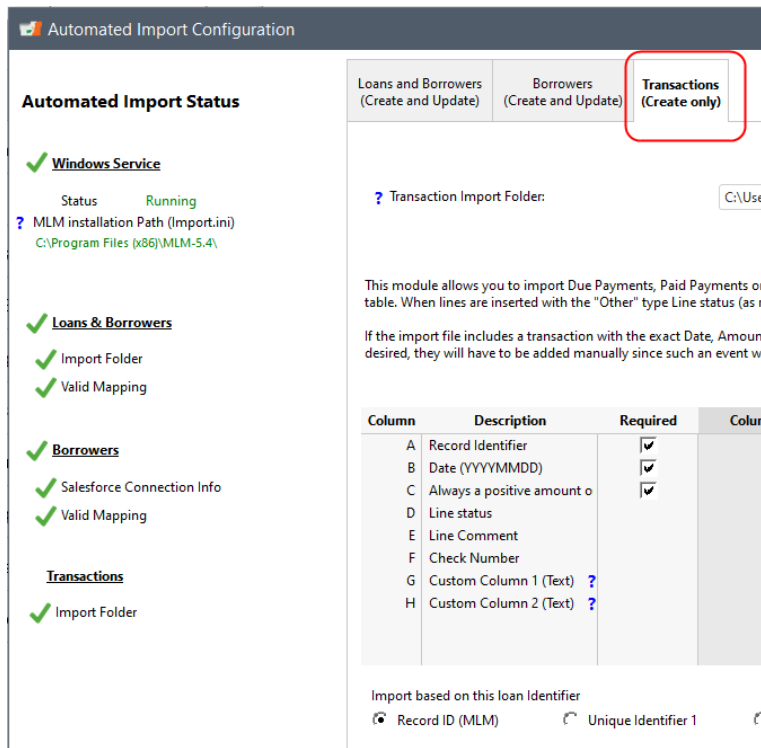 Automated Import Configuration
Automated Import Status
Windows Service
Status Running
? MLM installation Path (Import.ini)
C:\Program Files (x86)\MLM-5.4\
Loans & Borrowers
Import Folder
Valid Mapping
Borrowers
Salesforce Connection Info
Valid Mapping
Transactions
Import Folder
Loans and Borrowers
(Create and Update)
Borrowers
(Create and Update)
Transactions
(Create only)
? Transaction Import Folder:
C:\Use
This module allows you to import Due Payments, Paid Payments o
table. When lines are inserted with the "Other" type Line status (as
If the import file includes a transaction with the exact Date, Amoun
desired, they will have to be added manually since such an event w
Column Description Required Colu
A Record Identifier
B Date (YYYYMMDD)
C Always a positive amount o
D Line status
E Line Comment
F Check Number
G Custom Column 1 (Text) ?
H Custom Column 2 (Text) ?
Import based on this loan Identifier
Record ID (MLM) Unique Identifier 1